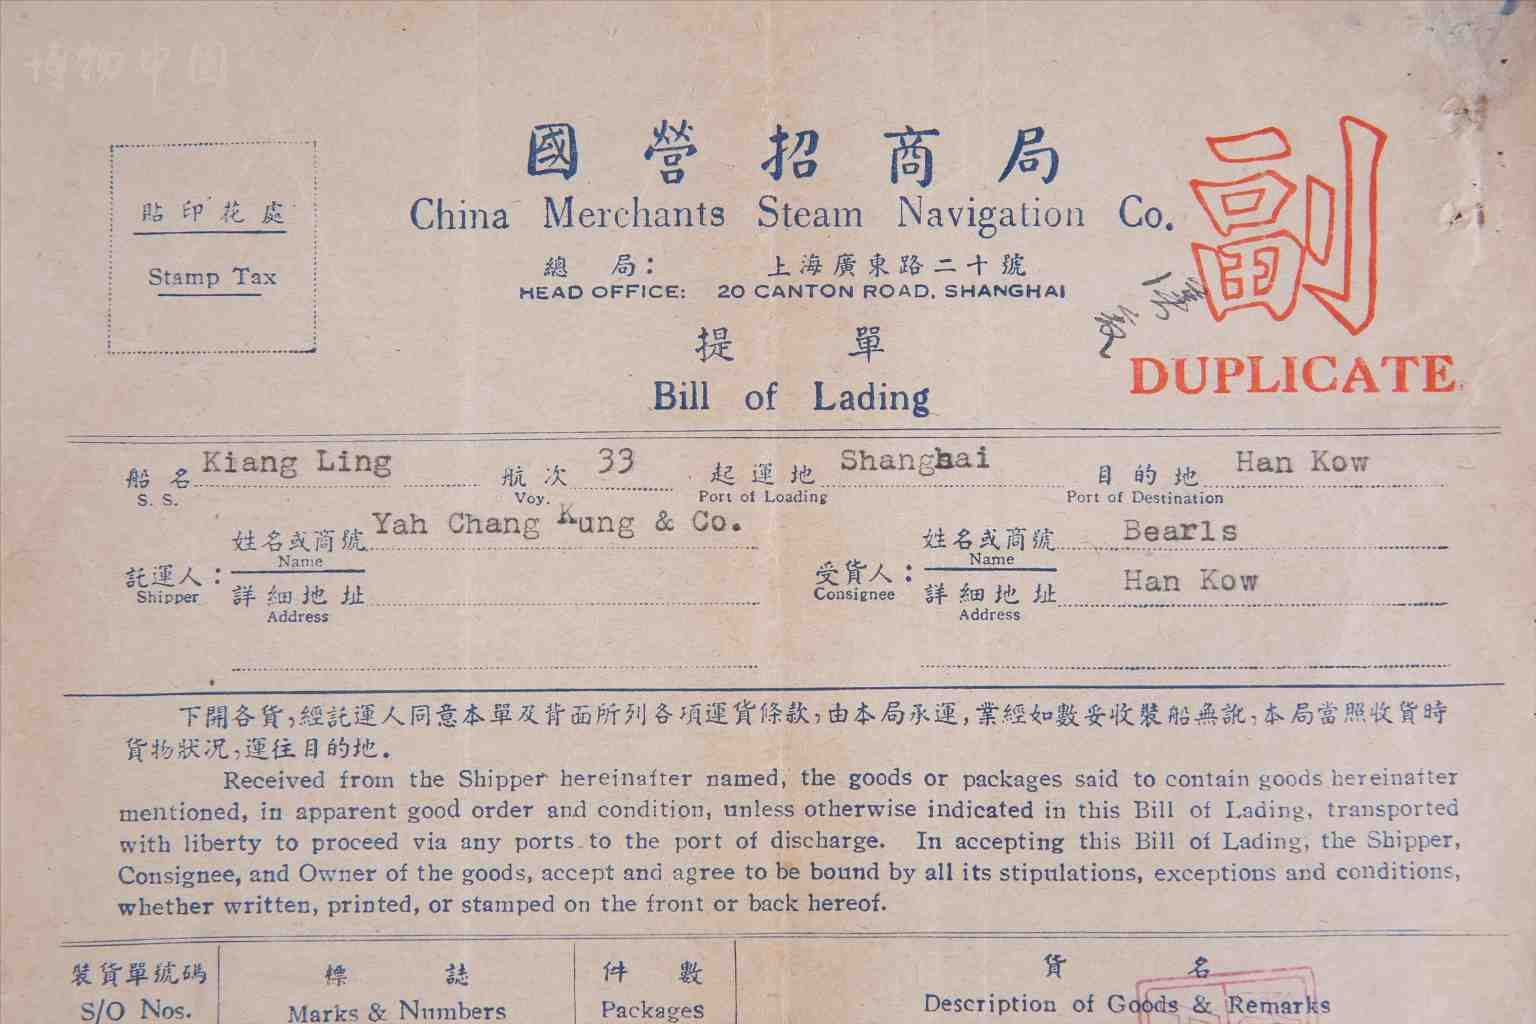 博物中国
國營招商局
China Merchants Steam Navigation Co.
總局： 上海廣東路二十號
HEAD OFFICE: 20 CANTON ROAD, SHANGHAI
貼印花處
Stamp Tax
副
DUPLICATE
提單
Bill of Lading
船名 Kiang Ling 航次 33 起運地 Shanghai 目的地 Han Kow
S. S. Voy. Port of Loading Port of Destination
託運人： 姓名或商號 Yah Chang Kung & Co. 受貨人： 姓名或商號 Bearls
Shipper Name Consignee Name
詳細地址 詳細地址 Han Kow
Address Address
下開各貨，經託運人同意本單及背面所列各項運貨條款，由本局承運，業經如數妥收裝船無訛，本局當照收貨時
貨物狀况，運往目的地。
Received from the Shipper hereinafter named, the goods or packages said to contain goods hereinafter
mentioned, in apparent good order and condition, unless otherwise indicated in this Bill of Lading, transported
with liberty to proceed via any ports to the port of discharge. In accepting this Bill of Lading, the Shipper,
Consignee, and Owner of the goods, accept and agree to be bound by all its stipulations, exceptions and conditions,
whether written, printed, or stamped on the front or back hereof.
裝貨單號碼 標誌 件數 貨名
S/O Nos. Marks & Numbers Packages Description of Goods & Remarks